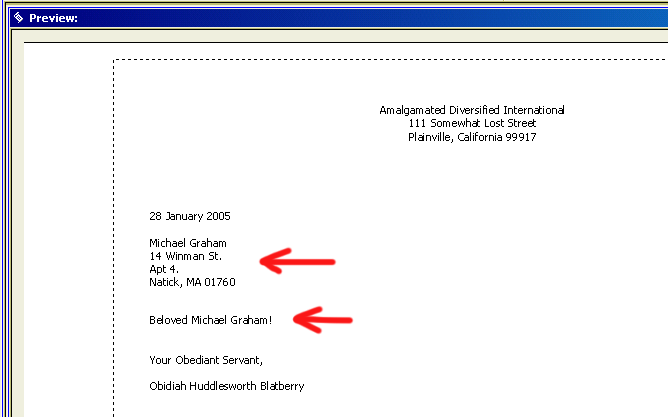 Preview:
Amalgamated Diversified International
111 Somewhat Lost Street
Plainville, California 99917
28 January 2005
Michael Graham
14 Winman St.
Apt 4.
Natick, MA 01760
Beloved Michael Graham!
Your Obediant Servant,
Obidiah Huddlesworth Blatberry